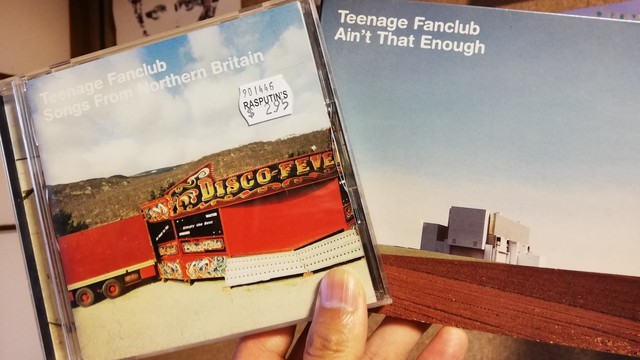 Teenage Fanclub
Songs From Northern Britain
901446
RASPUTIN'S
$ 2.95
DISCO-FEVE
Teenage Fanclub
Ain't That Enough